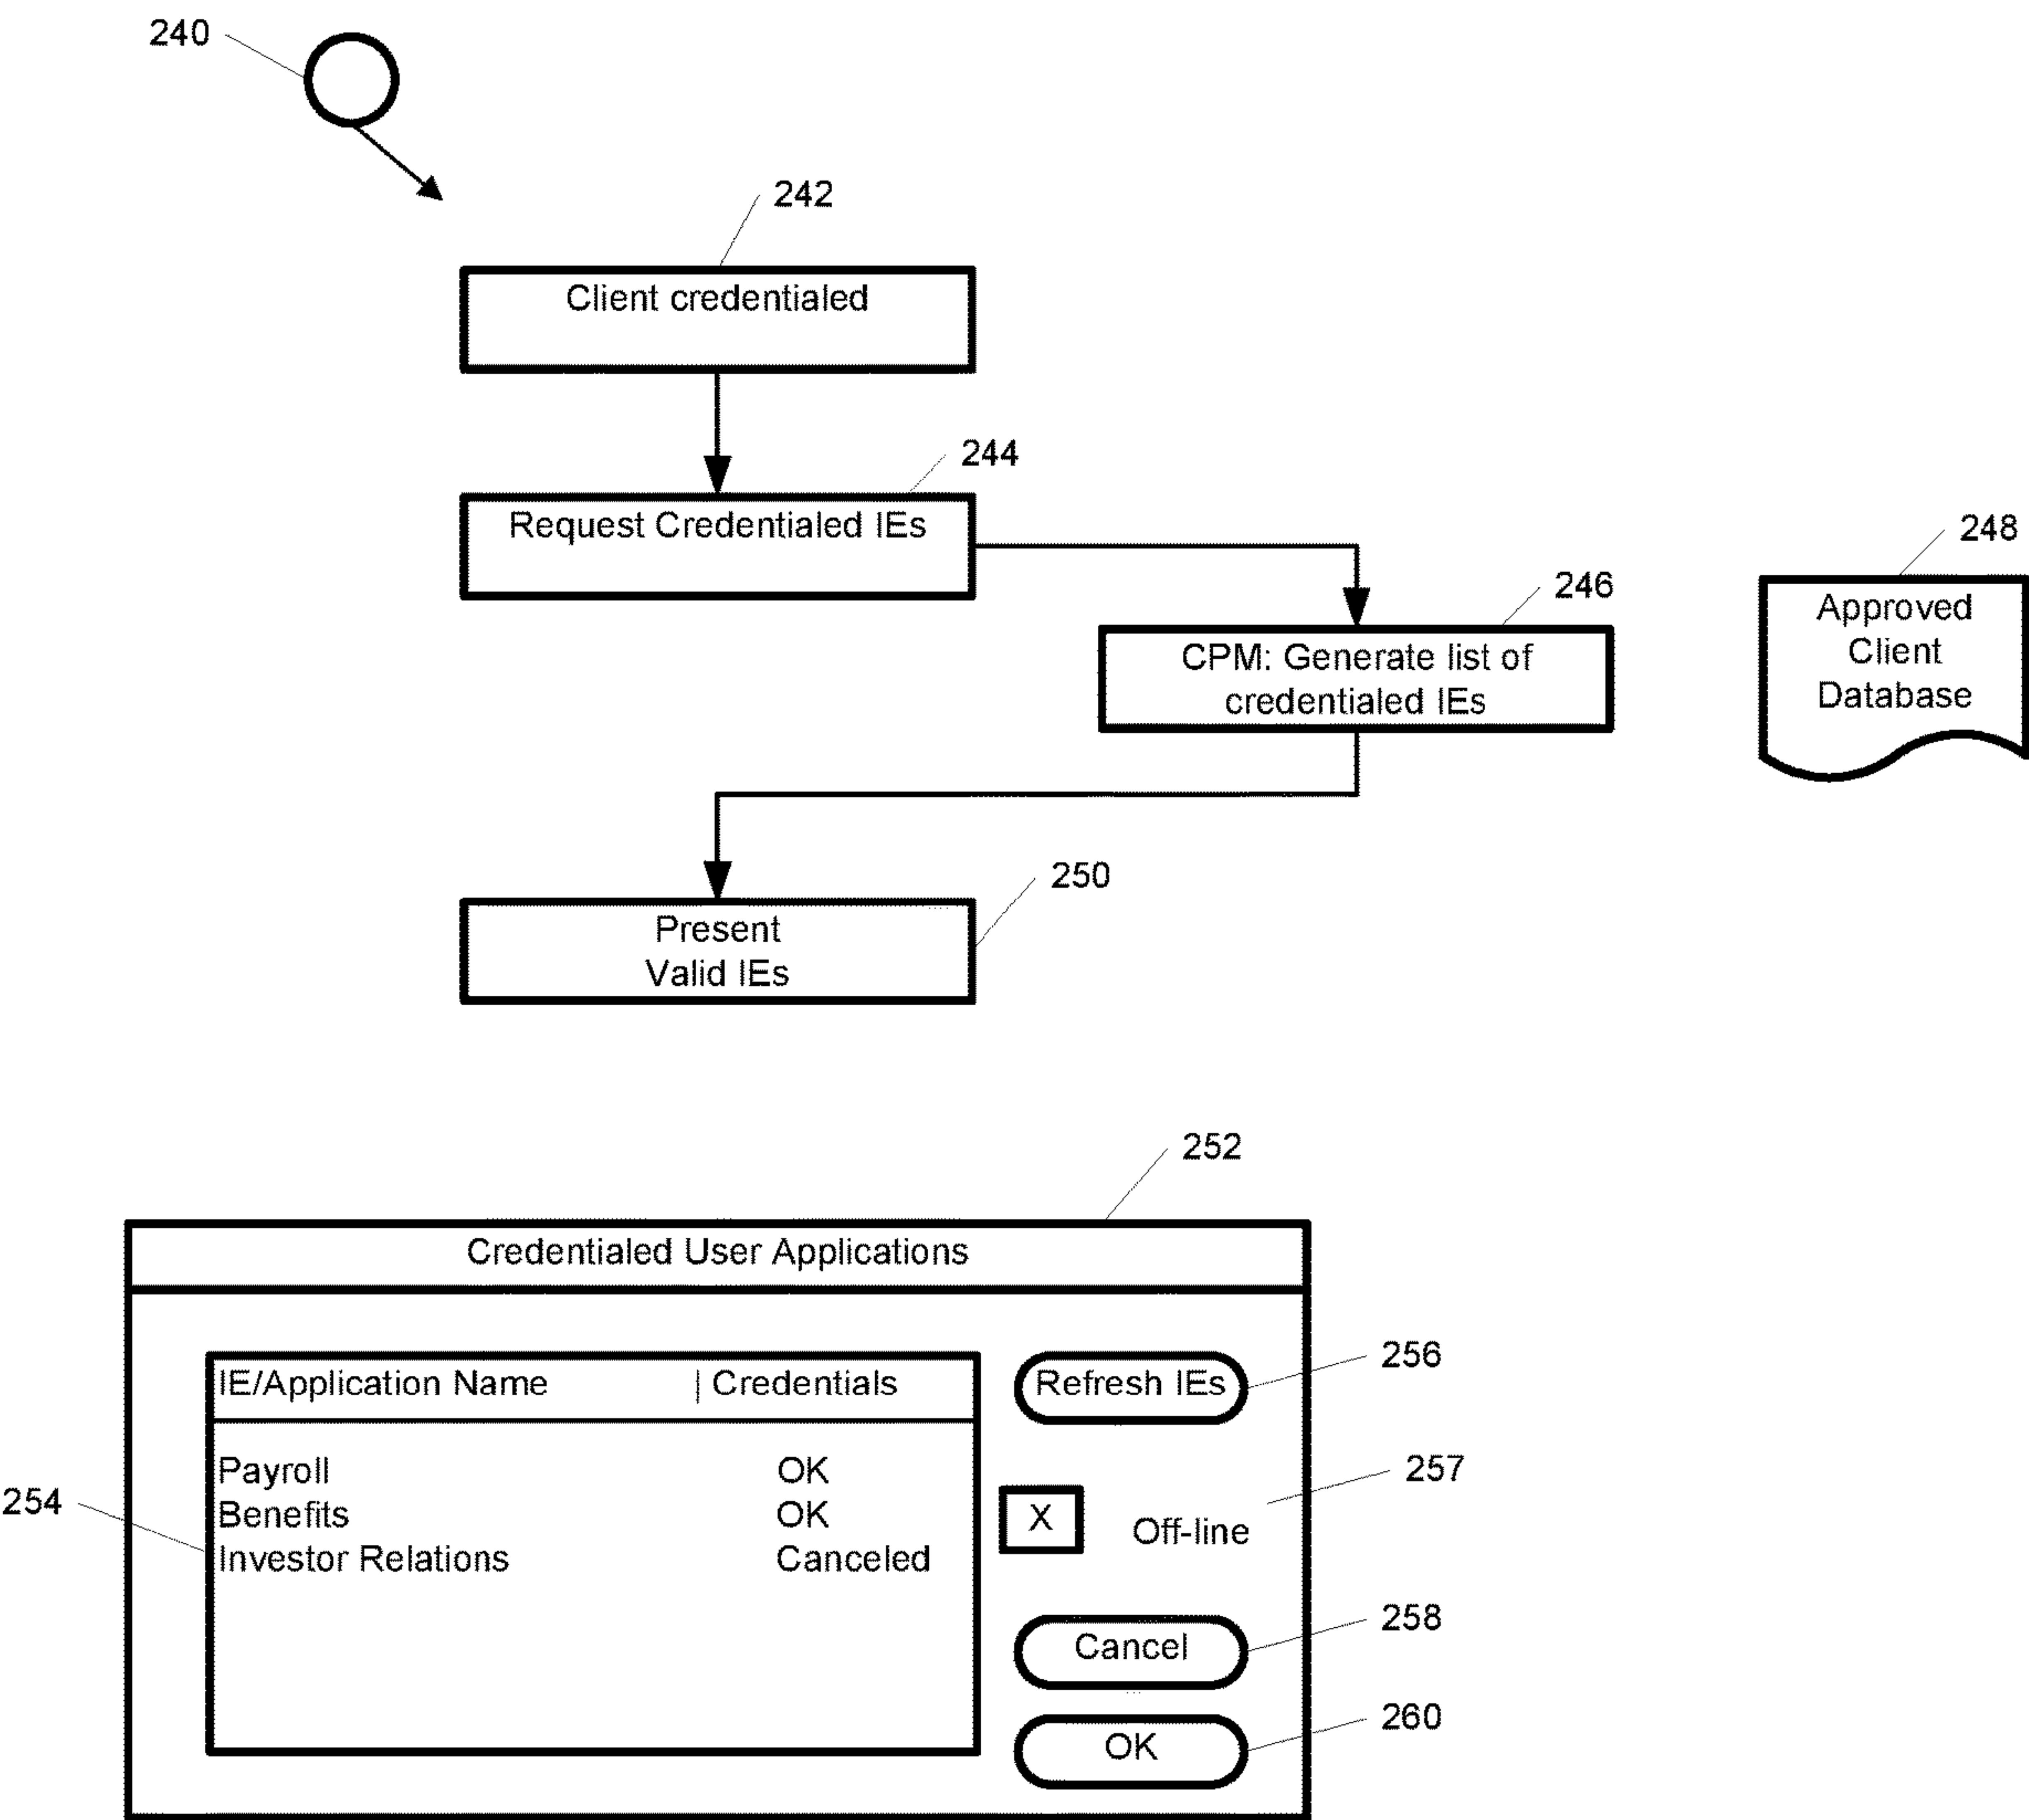 240
242
Client credentialed
244
Request Credentialed IEs
248
246
Approved
Client
Database
CPM: Generate list of
credentialed IEs
250
Present
Valid IEs
252
Credentialed User Applications
256
IE/Application Name | Credentials
Refresh IEs
257
254
Payroll OK
Benefits OK
Investor Relations Canceled
X Off-line
258
Cancel
260
OK